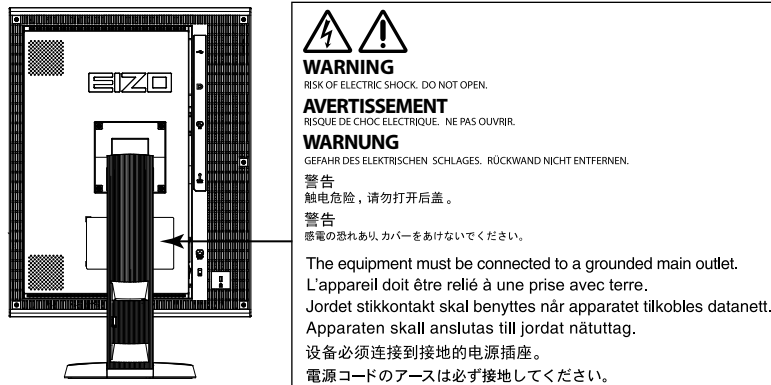 EIZO
WARNING
RISK OF ELECTRIC SHOCK. DO NOT OPEN.
AVERTISSEMENT
RISQUE DE CHOC ELECTRIQUE. NE PAS OUVRIR.
WARNUNG
GEFAHR DES ELEKTRISCHEN SCHLAGES. RÜCKWAND NICHT ENTFERNEN.
警告
触电危险，请勿打开后盖。
警告
感電の恐れあり、カバーをあけないでください。
The equipment must be connected to a grounded main outlet.
L'appareil doit être relié à une prise avec terre.
Jordet stikkontakt skal benyttes når apparatet tilkobles datanett.
Apparaten skall anslutas till jordat nätuttag.
设备必须连接到接地的电源插座。
電源コードのアースは必ず接地してください。